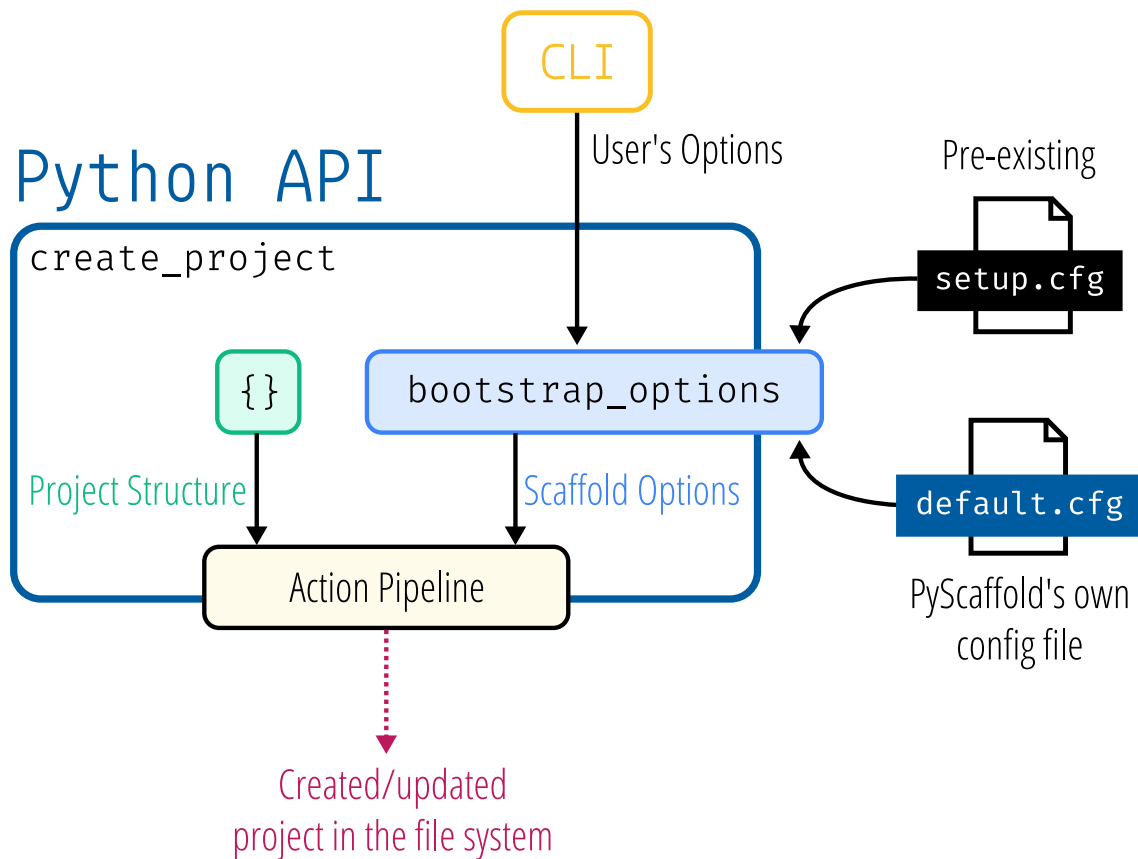 CLI
User's Options
Python API
Pre-existing
create_project
setup.cfg
{}
bootstrap_options
Project Structure
Scaffold Options
default.cfg
Action Pipeline
PyScaffold's own
config file
Created/updated
project in the file system